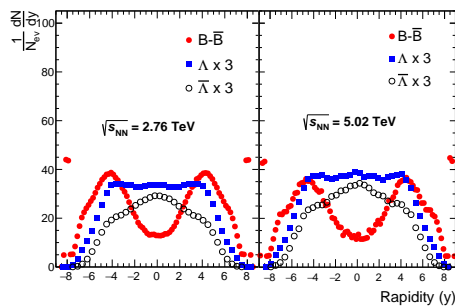 1/N_ev dN/dy
100
80
60
40
20
0
B-B̅
Λ x 3
Λ̅ x 3
√s_NN = 2.76 TeV
−8 −6 −4 −2 0 2 4 6 8
B-B̅
Λ x 3
Λ̅ x 3
√s_NN = 5.02 TeV
−8 −6 −4 −2 0 2 4 6 8
Rapidity (y)